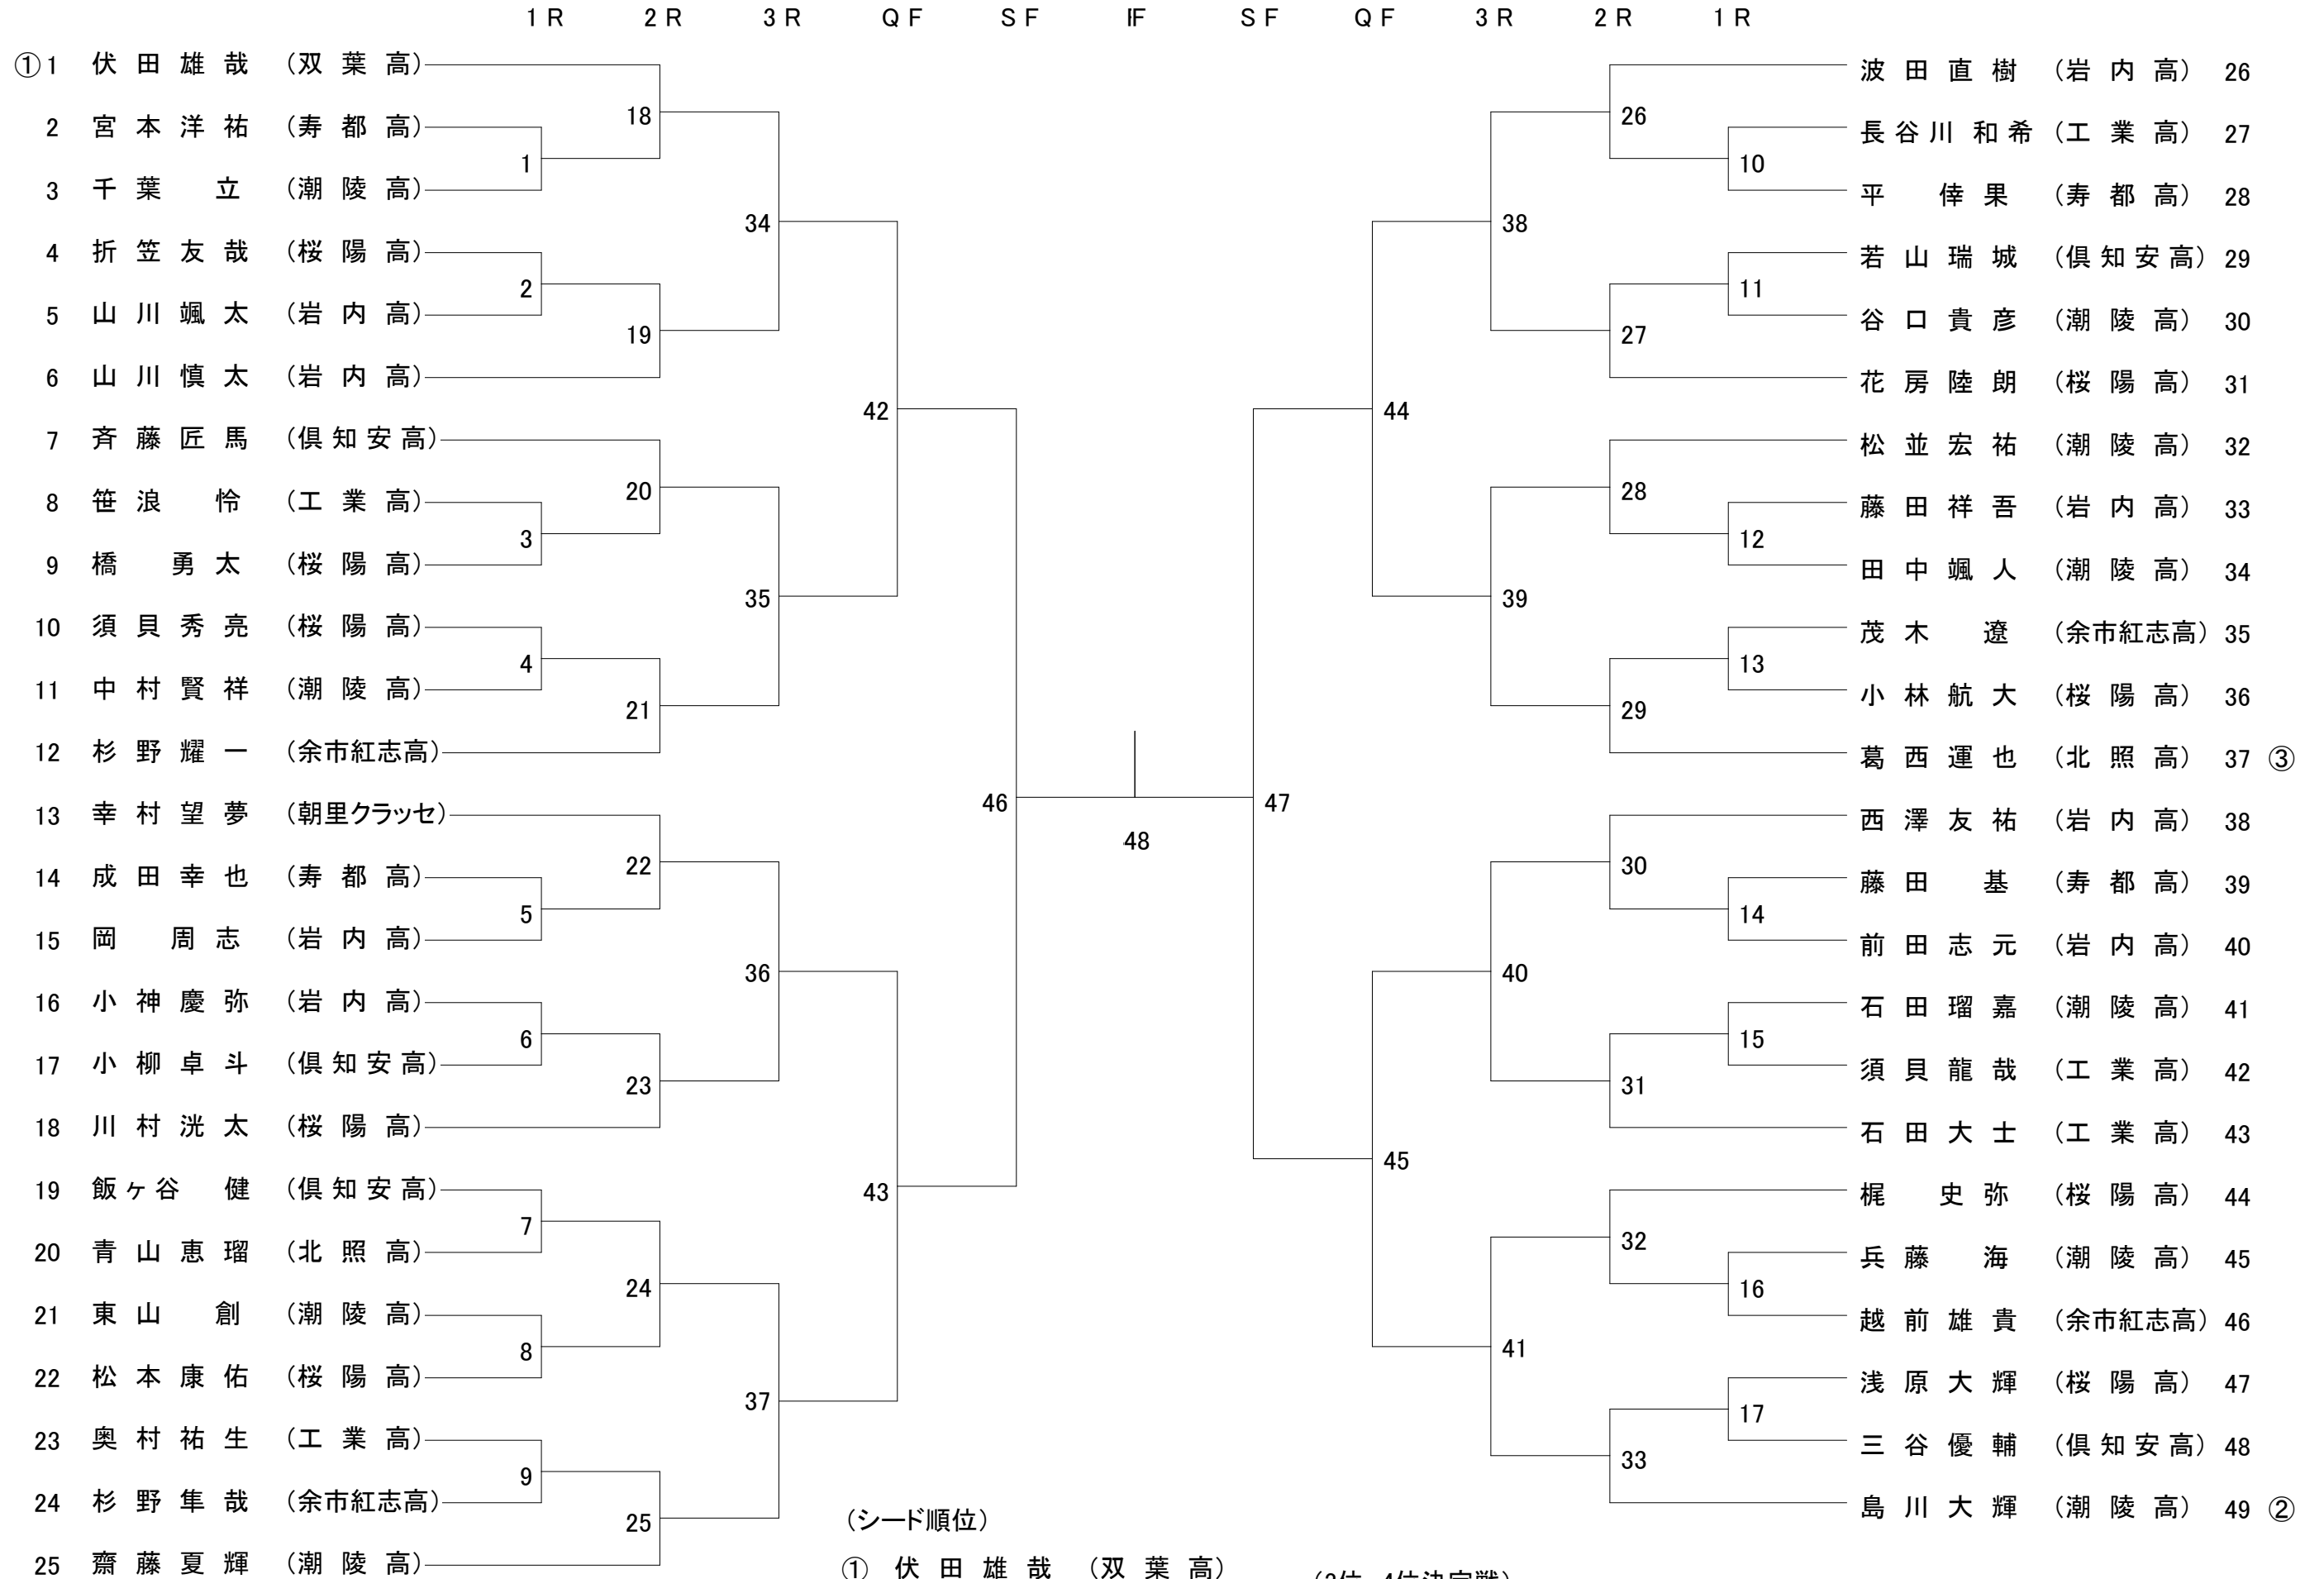 1R 2R 3R QF SF F SF QF 3R 2R 1R
① 1 伏田雄哉 (双葉高)
2 宮本洋祐 (寿都高)
3 千葉 立 (潮陵高)
4 折笠友哉 (桜陽高)
5 山川颯太 (岩内高)
6 山川慎太 (岩内高)
7 斉藤匠馬 (倶知安高)
8 笹浪 怜 (工業高)
9 橋 勇太 (桜陽高)
10 須貝秀亮 (桜陽高)
11 中村賢祥 (潮陵高)
12 杉野耀一 (余市紅志高)
13 幸村望夢 (朝里クラッセ)
14 成田幸也 (寿都高)
15 岡 周志 (岩内高)
16 小神慶弥 (岩内高)
17 小柳卓斗 (倶知安高)
18 川村洸太 (桜陽高)
19 飯ヶ谷 健 (倶知安高)
20 青山恵瑠 (北照高)
21 東山 創 (潮陵高)
22 松本康佑 (桜陽高)
23 奥村祐生 (工業高)
24 杉野隼哉 (余市紅志高)
25 齋藤夏輝 (潮陵高)
1
2
3
4
5
6
7
8
9
18
19
20
21
22
23
24
25
34
35
36
37
42
43
46
48
47
44
45
38
39
40
41
26
27
28
29
30
31
32
33
10
11
12
13
14
15
16
17
波田直樹 (岩内高) 26
長谷川和希 (工業高) 27
平 倖果 (寿都高) 28
若山瑞城 (倶知安高) 29
谷口貴彦 (潮陵高) 30
花房陸朗 (桜陽高) 31
松並宏祐 (潮陵高) 32
藤田祥吾 (岩内高) 33
田中颯人 (潮陵高) 34
茂木 遼 (余市紅志高) 35
小林航大 (桜陽高) 36
葛西運也 (北照高) 37 ③
西澤友祐 (岩内高) 38
藤田 基 (寿都高) 39
前田志元 (岩内高) 40
石田瑠嘉 (潮陵高) 41
須貝龍哉 (工業高) 42
石田大士 (工業高) 43
梶 史弥 (桜陽高) 44
兵藤 海 (潮陵高) 45
越前雄貴 (余市紅志高) 46
浅原大輝 (桜陽高) 47
三谷優輔 (倶知安高) 48
島川大輝 (潮陵高) 49 ②
(シード順位)
① 伏田雄哉 (双葉高)